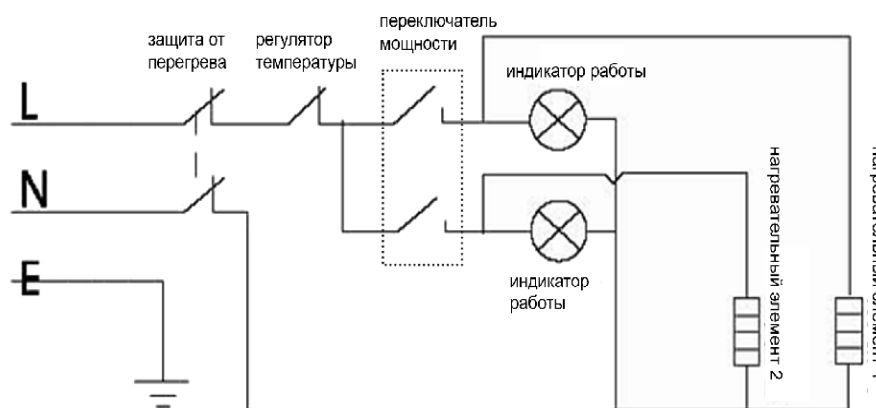 защита от
перегрева
регулятор
температуры
переключатель
мощности
индикатор работы
L
N
E
индикатор
работы
нагревательный элемент 2